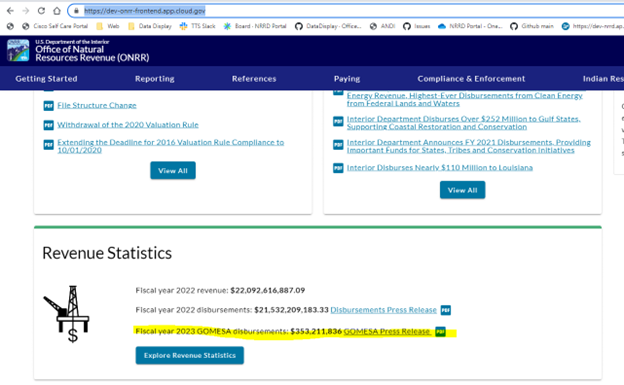 https://dev-onrr-frontend.app.cloud.gov
Cisco Self Care Portal Web Data Display TTS Slack Board · NRRD Portfo... DataDisplay - Office... ANDI Issues NRRD Portal - One... Github main https://dev-nrrd.ap
U.S. Department of the Interior
Office of Natural
Resources Revenue (ONRR)
Getting Started Reporting References Paying Compliance & Enforcement Indian Res
File Structure Change
Withdrawal of the 2020 Valuation Rule
Extending the Deadline for 2016 Valuation Rule Compliance to
10/01/2020
View All
Energy Revenue, Highest-Ever Disbursements from Clean Energy
from Federal Lands and Waters
Interior Department Disburses Over $252 Million to Gulf States,
Supporting Coastal Restoration and Conservation
Interior Department Announces FY 2021 Disbursements, Providing
Important Funds for States, Tribes and Conservation Initiatives
Interior Disburses Nearly $110 Million to Louisiana
View All
Revenue Statistics
Fiscal year 2022 revenue: $22,092,616,887.09
Fiscal year 2022 disbursements: $21,532,209,183.33 Disbursements Press Release PDF
Fiscal year 2023 GOMESA disbursements: $353,211,836 GOMESA Press Release PDF
Explore Revenue Statistics